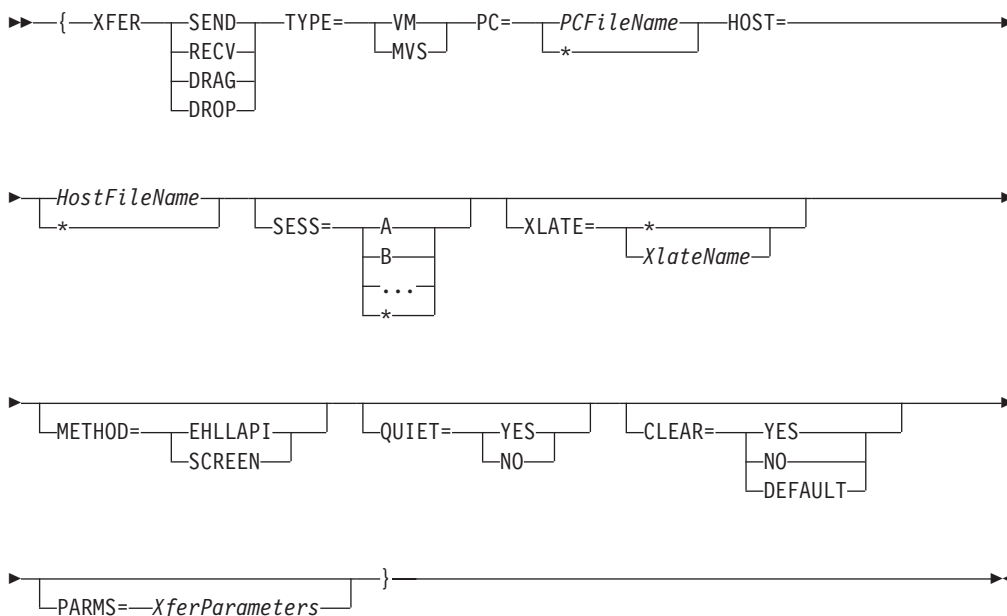 { XFER SEND TYPE= VM PC= PCFileName HOST=
RECV MVS *
DRAG
DROP
HostFileName
* SESS= A XLATE= *
B XlateName
...
*
METHOD= EHLLAPI QUIET= YES CLEAR= YES
SCREEN NO NO
DEFAULT
}
PARMS= XferParameters